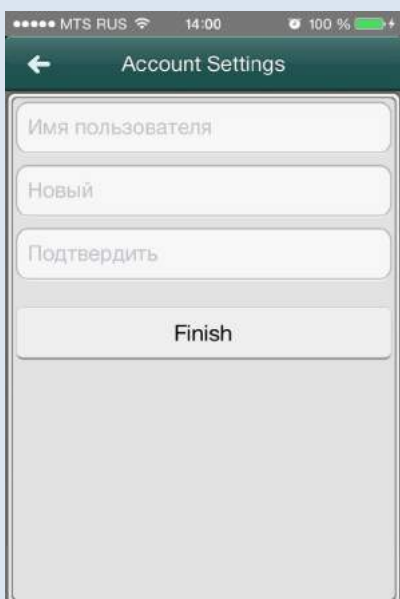 MTS RUS 14:00 100 %
Account Settings
Имя пользователя
Новый
Подтвердить
Finish